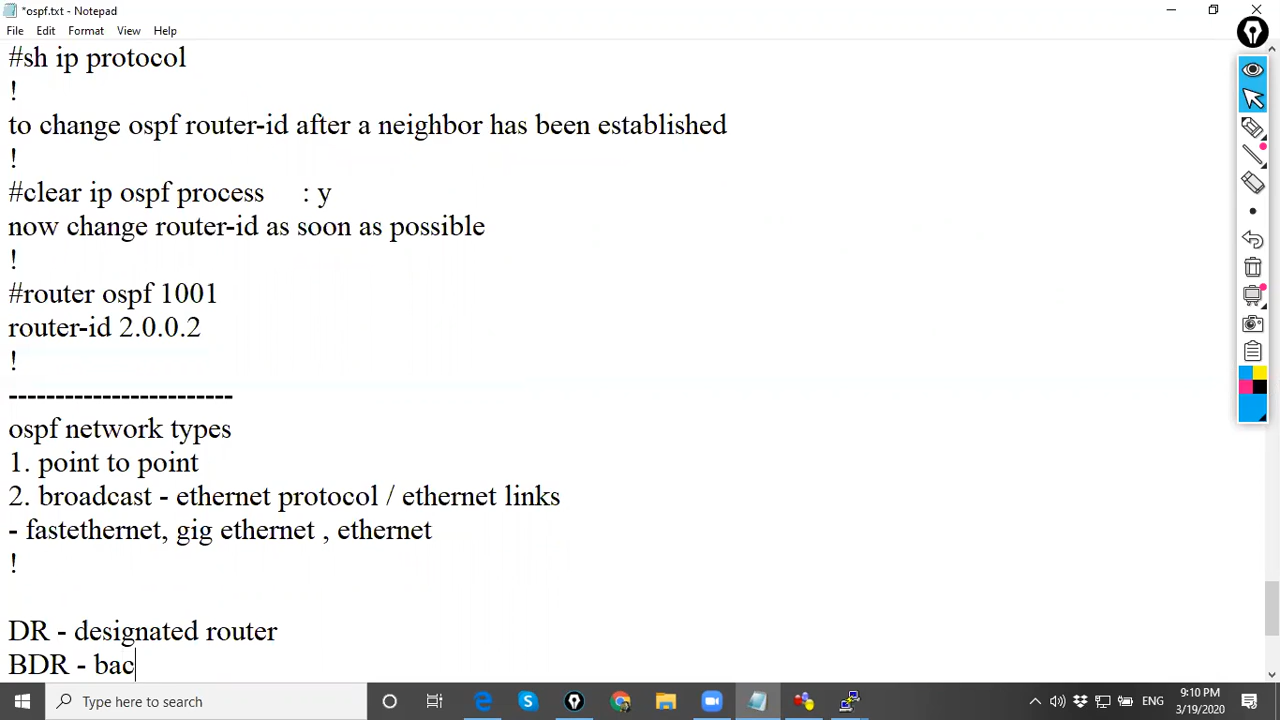 *ospf.txt - Notepad
File Edit Format View Help
#sh ip protocol
!
to change ospf router-id after a neighbor has been established
!
#clear ip ospf process : y
now change router-id as soon as possible
!
#router ospf 1001
router-id 2.0.0.2
!
------------------------
ospf network types
1. point to point
2. broadcast - ethernet protocol / ethernet links
- fastethernet, gig ethernet , ethernet
!
DR - designated router
BDR - bac
Type here to search
ENG
9:10 PM
3/19/2020